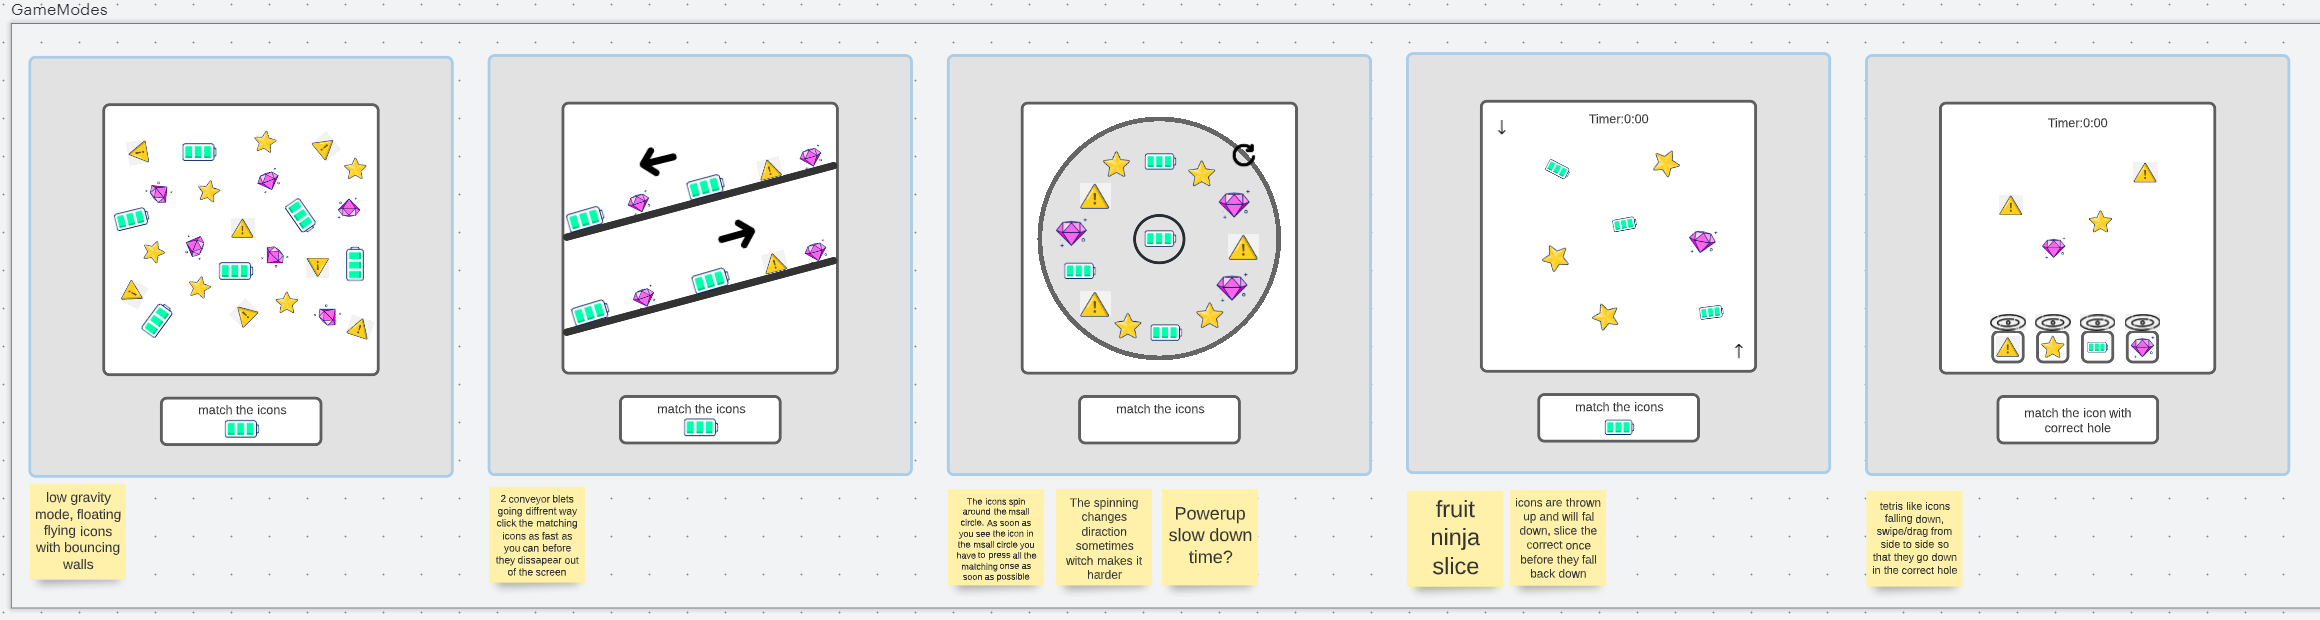 GameModes
match the icons
low gravity
mode, floating
flying icons
with bouncing
walls
match the icons
2 conveyor blets
going diffrent way
click the matching
icons as fast as
you can before
they dissapear out
of the screen
match the icons
The icons spin
around the msall
circle. As soon as
you see the icon in
the msall circle you
have to press all the
matching onse as
soon as possible
The spinning
changes
diraction
sometimes
witch makes it
harder
Powerup
slow down
time?
Timer:0:00
match the icons
fruit
ninja
slice
icons are thrown
up and will fal
down, slice the
correct once
before they fall
back down
Timer:0:00
match the icon with
correct hole
tetris like icons
falling down,
swipe/drag from
side to side so
that they go down
in the correct hole